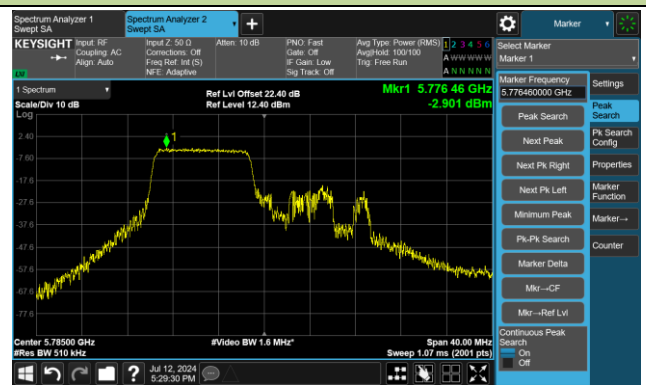 Spectrum Analyzer 1
Swept SA
Spectrum Analyzer 2
Swept SA
+
Marker
KEYSIGHT
Input: RF
Coupling: AC
Align: Auto
Input Z: 50 Ω
Corrections: Off
Freq Ref: Int (S)
NFE: Adaptive
Atten: 10 dB
PNO: Fast
Gate: Off
IF Gain: Low
Sig Track: Off
Avg Type: Power (RMS)
Avg|Hold: 100/100
Trig: Free Run
1 2 3 4 5 6
A W W W W W
A N N N N N
Select Marker
Marker 1
1 Spectrum
Scale/Div 10 dB
Log
Ref Lvl Offset 22.40 dB
Ref Level 12.40 dBm
Mkr1 5.776 46 GHz
-2.901 dBm
1
2.40
-7.60
-17.6
-27.6
-37.6
-47.6
-57.6
-67.6
-77.6
Center 5.78500 GHz
#Res BW 510 kHz
#Video BW 1.6 MHz*
Span 40.00 MHz
Sweep 1.07 ms (2001 pts)
Marker Frequency
5.776460000 GHz
Peak Search
Next Peak
Next Pk Right
Next Pk Left
Minimum Peak
Pk-Pk Search
Marker Delta
Mkr→CF
Mkr→Ref Lvl
Continuous Peak
Search
On
Off
Settings
Peak
Search
Pk Search
Config
Properties
Marker
Function
Marker→
Counter
?
Jul 12, 2024
5:29:30 PM